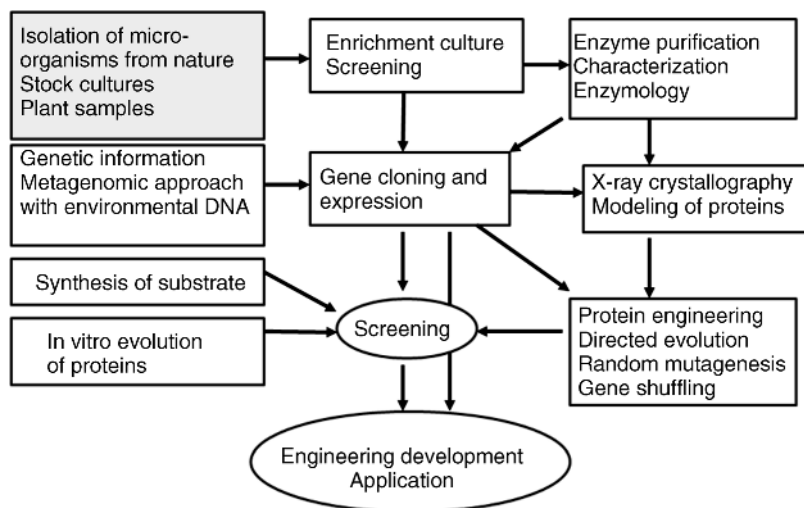 Isolation of micro-
organisms from nature
Stock cultures
Plant samples
Enrichment culture
Screening
Enzyme purification
Characterization
Enzymology
Genetic information
Metagenomic approach
with environmental DNA
Gene cloning and
expression
X-ray crystallography
Modeling of proteins
Synthesis of substrate
In vitro evolution
of proteins
Screening
Protein engineering
Directed evolution
Random mutagenesis
Gene shuffling
Engineering development
Application